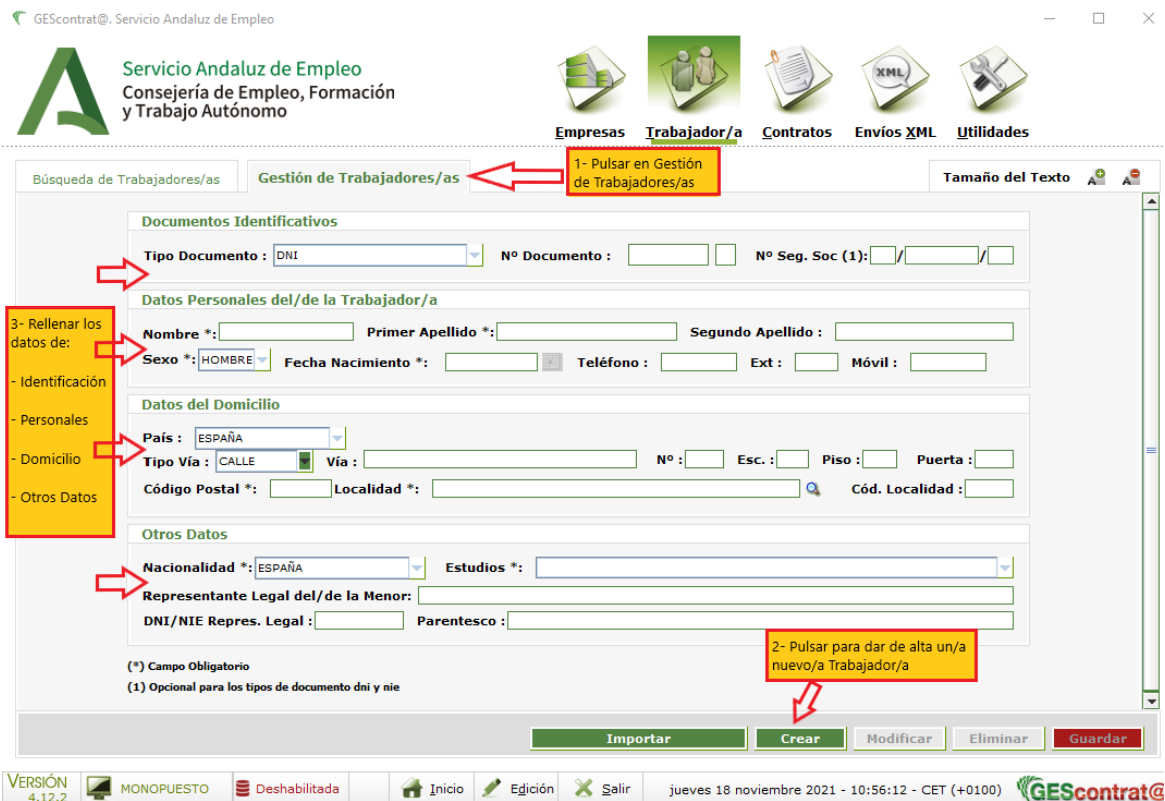 GEScontrat@. Servicio Andaluz de Empleo
Servicio Andaluz de Empleo
Consejería de Empleo, Formación
y Trabajo Autónomo
Empresas Trabajador/a Contratos Envíos XML Utilidades
XML
Búsqueda de Trabajadores/as Gestión de Trabajadores/as
1- Pulsar en Gestión
de Trabajadores/as
Tamaño del Texto A A
Documentos Identificativos
Tipo Documento : DNI Nº Documento : Nº Seg. Soc (1): / /
Datos Personales del/de la Trabajador/a
Nombre *: Primer Apellido *: Segundo Apellido :
Sexo *: HOMBRE Fecha Nacimiento *: Teléfono : Ext : Móvil :
3- Rellenar los
datos de:
- Identificación
- Personales
- Domicilio
- Otros Datos
Datos del Domicilio
País : ESPAÑA
Tipo Vía : CALLE Vía : Nº : Esc. : Piso : Puerta :
Código Postal *: Localidad *: Cód. Localidad :
Otros Datos
Nacionalidad *: ESPAÑA Estudios *:
Representante Legal del/de la Menor:
DNI/NIE Repres. Legal : Parentesco :
2- Pulsar para dar de alta un/a
nuevo/a Trabajador/a
(*) Campo Obligatorio
(1) Opcional para los tipos de documento dni y nie
Importar Crear Modificar Eliminar Guardar
VERSIÓN
4.12.2
MONOPUESTO Deshabilitada Inicio Edición Salir jueves 18 noviembre 2021 - 10:56:12 - CET (+0100) GEScontrat@